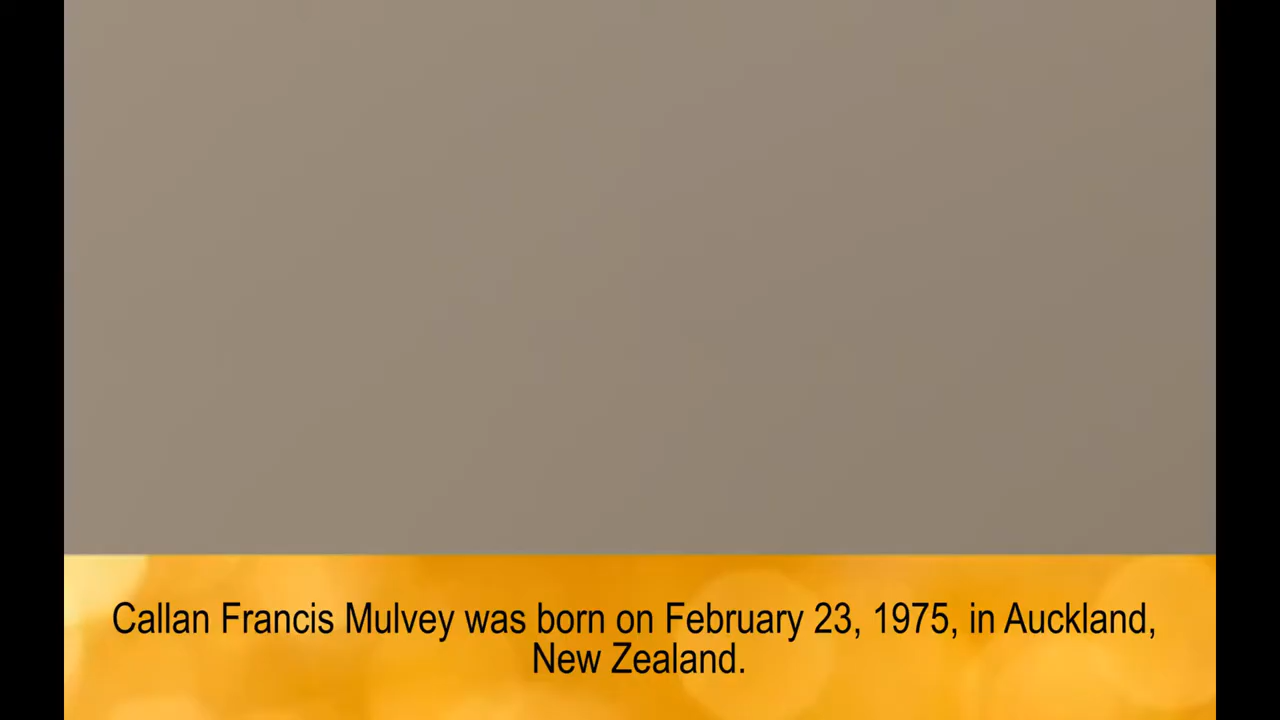 Callan Francis Mulvey was born on February 23, 1975, in Auckland,
New Zealand.